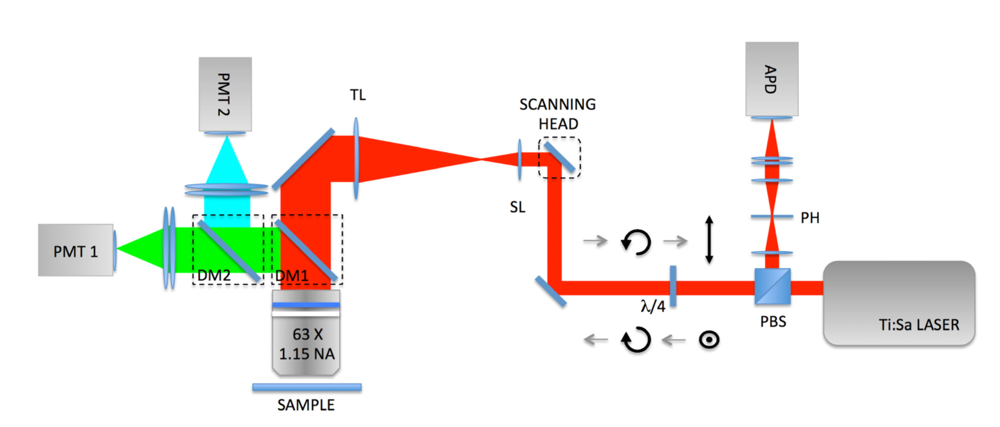 PMT 2
TL
SCANNING
HEAD
APD
SL
PH
PMT 1
DM2
DM1
λ/4
PBS
Ti:Sa LASER
63 X
1.15 NA
SAMPLE